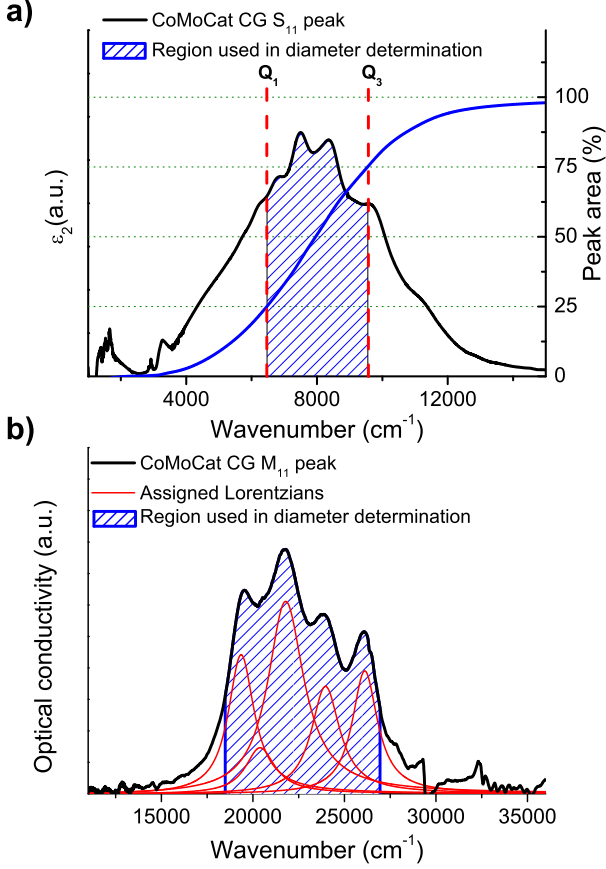 a)
CoMoCat CG S11 peak
Region used in diameter determination
Q1 Q3
100
75
50
25
0
ε2(a.u.)
Peak area (%)
4000 8000 12000
Wavenumber (cm-1)
b)
CoMoCat CG M11 peak
Assigned Lorentzians
Region used in diameter determination
Optical conductivity (a.u.)
15000 20000 25000 30000 35000
Wavenumber (cm-1)